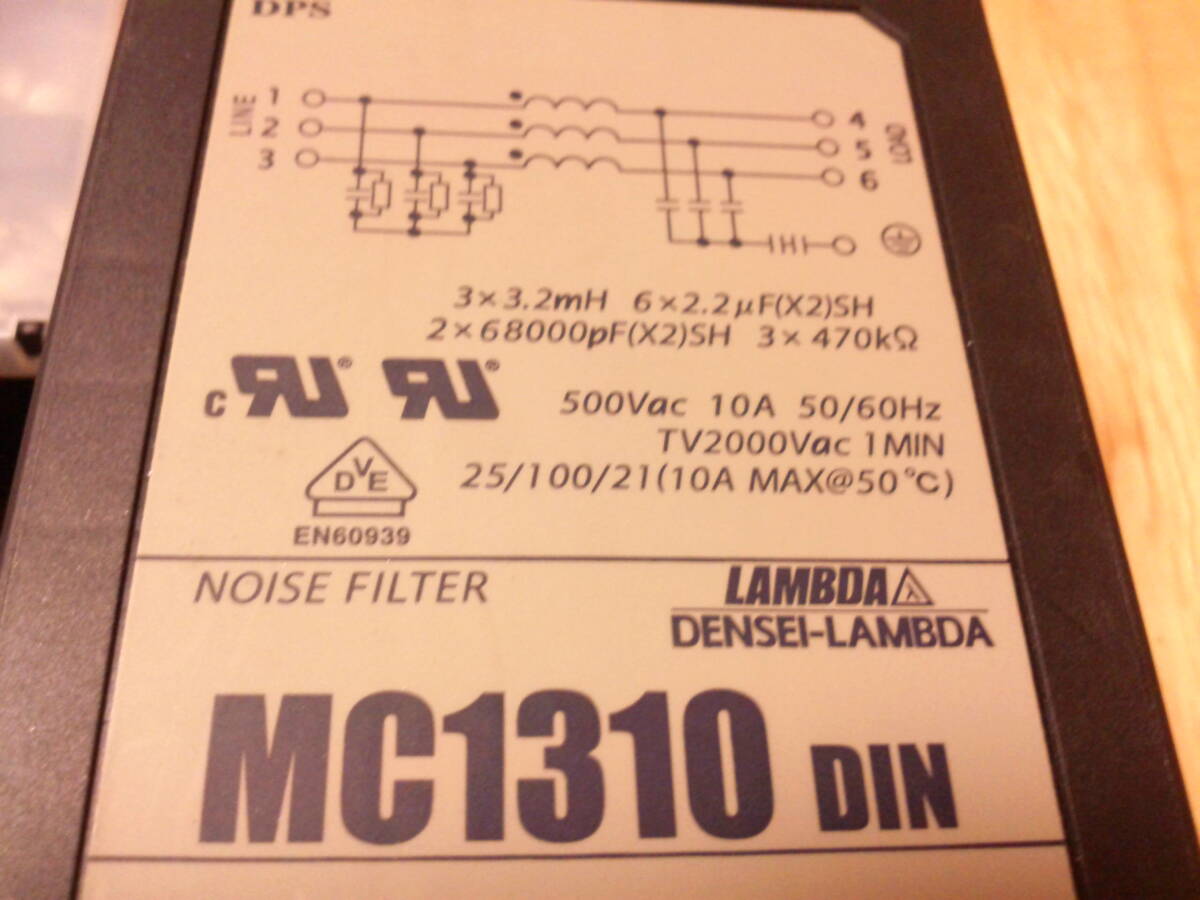 DPS
LINE
1 4
2 5
3 6
3×3.2mH 6×2.2μF(X2)SH
2×68000pF(X2)SH 3×470kΩ
c RU® RU®
500Vac 10A 50/60Hz
TV2000Vac 1MIN
25/100/21(10A MAX@50℃)
DVE
EN60939
NOISE FILTER
LAMBDA λ
DENSEI-LAMBDA
MC1310 DIN